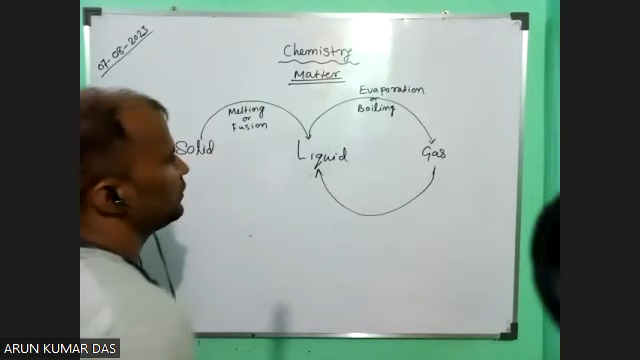 07-08-2023
Chemistry
Matter
Evaporation
or
Boiling
Melting
or
Fusion
Solid
Liquid
Gas
ARUN KUMAR DAS